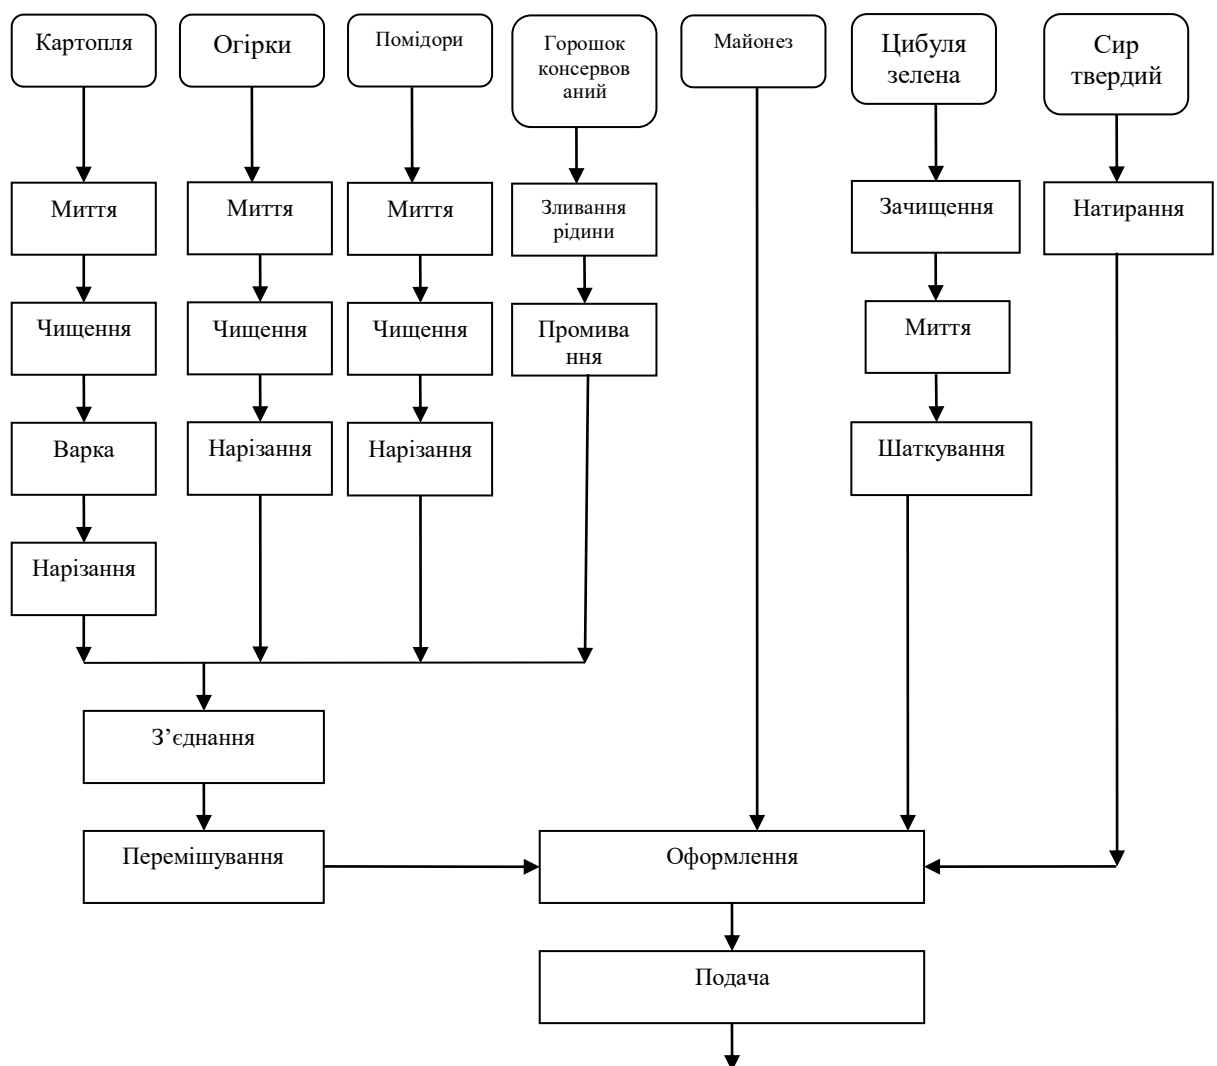 Картопля
Огірки
Помідори
Горошок
консервов
аний
Майонез
Цибуля
зелена
Сир
твердий
Миття
Миття
Миття
Зливання
рідини
Зачищення
Натирання
Чищення
Чищення
Чищення
Промива
ння
Миття
Варка
Нарізання
Нарізання
Шаткування
Нарізання
З’єднання
Перемішування
Оформлення
Подача